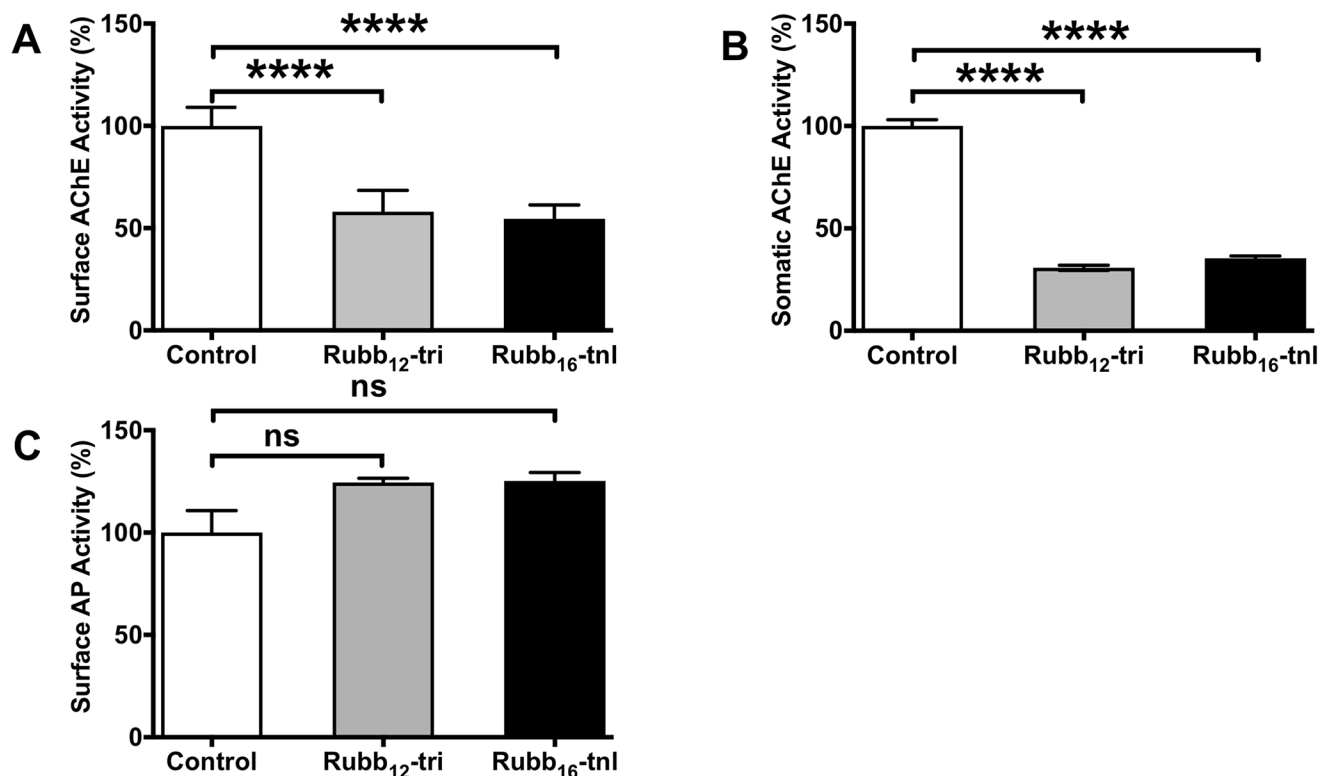 A
Surface AChE Activity (%)
150
100
50
0
****
****
Control
Rubb₁₂-tri
Rubb₁₆-tnl
B
Somatic AChE Activity (%)
150
100
50
0
****
****
Control
Rubb₁₂-tri
Rubb₁₆-tnl
C
Surface AP Activity (%)
150
100
50
0
ns
ns
Control
Rubb₁₂-tri
Rubb₁₆-tnl